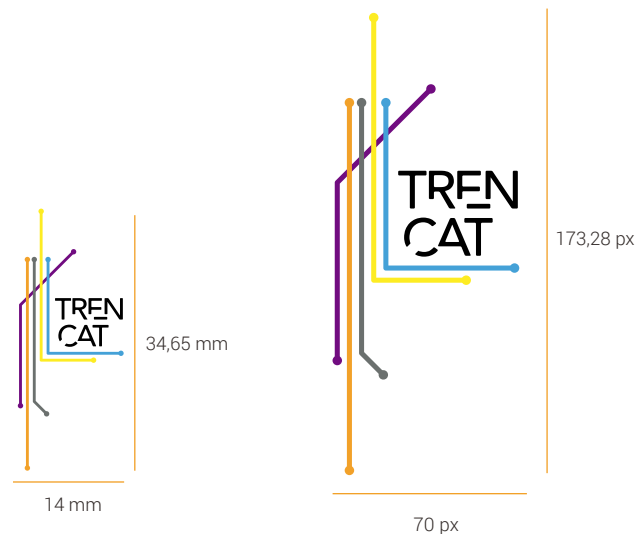 TREN
CAT
34,65 mm
14 mm
TREN
CAT
173,28 px
70 px